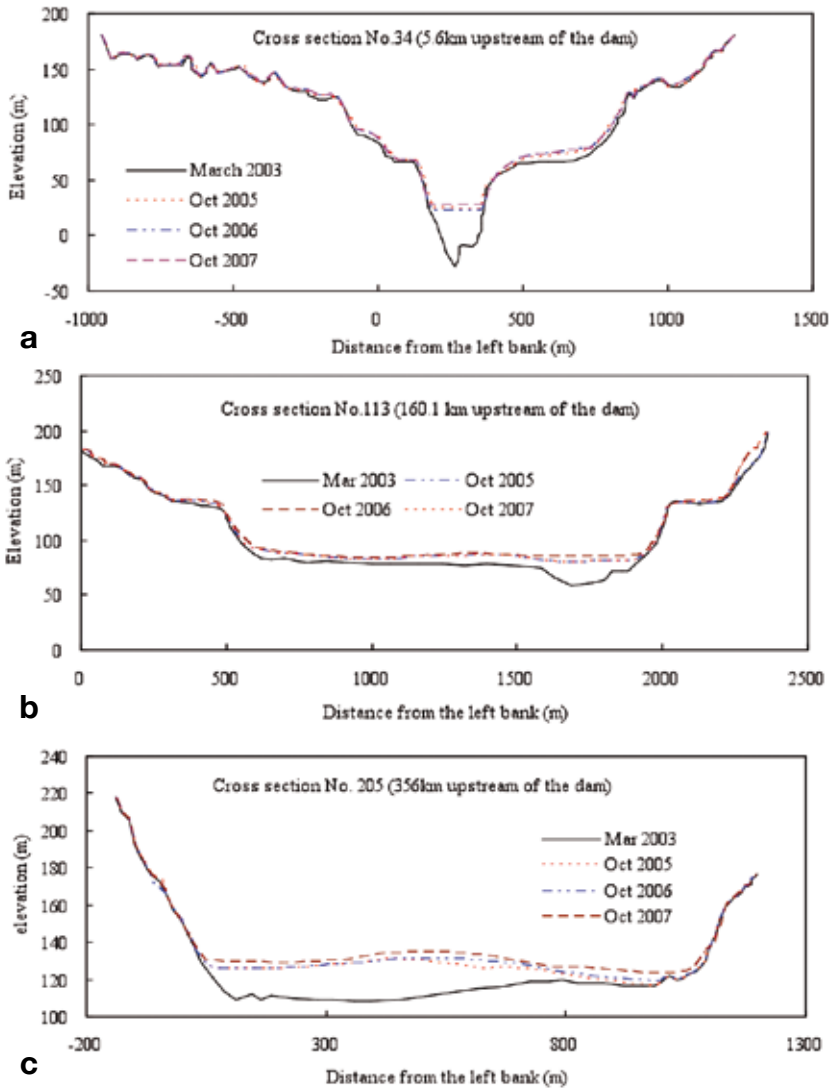 200
150
100
50
0
-50
Elevation (m)
Cross section No.34 (5.6km upstream of the dam)
March 2003
Oct 2005
Oct 2006
Oct 2007
-1000 -500 0 500 1000 1500
Distance from the left bank (m)
a
250
200
150
100
50
0
Elevation (m)
Cross section No.113 (160.1 km upstream of the dam)
Mar 2003 Oct 2005
Oct 2006 Oct 2007
0 500 1000 1500 2000 2500
Distance from the left bank (m)
b
240
220
200
180
160
140
120
100
elevation (m)
Cross section No. 205 (356km upstream of the dam)
Mar 2003
Oct 2005
Oct 2006
Oct 2007
-200 300 800 1300
Distance from the left bank (m)
c